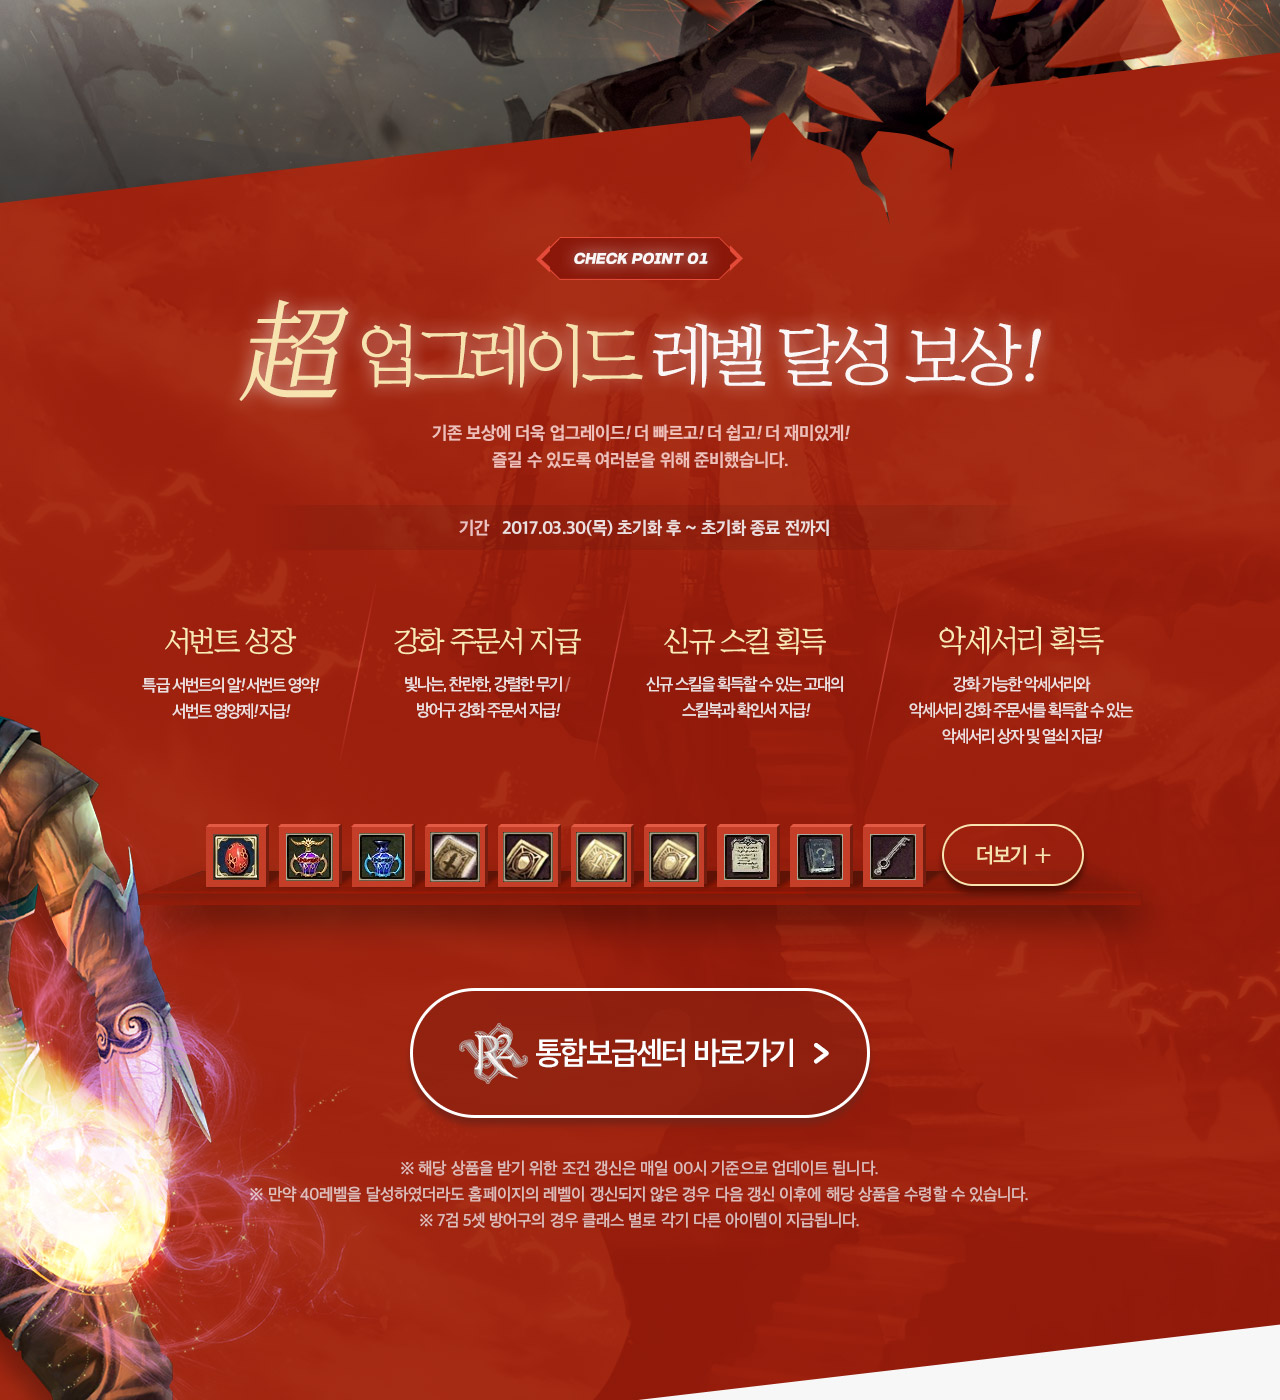 CHECK POINT 01
超 업그레이드 레벨 달성 보상!
기존 보상에 더욱 업그레이드! 더 빠르고! 더 쉽고! 더 재미있게!
즐길 수 있도록 여러분을 위해 준비했습니다.
기간 2017.03.30(목) 초기화 후 ~ 초기화 종료 전까지
서번트 성장
특급 서번트의 알! 서번트 영약!
서번트 영양제! 지급!
강화 주문서 지급
빛나는, 찬란한, 강렬한 무기 /
방어구 강화 주문서 지급!
신규 스킬 획득
신규 스킬을 획득할 수 있는 고대의
스킬북과 확인서 지급!
악세서리 획득
강화 가능한 악세서리와
악세서리 강화 주문서를 획득할 수 있는
악세서리 상자 및 열쇠 지급!
더보기 +
R2 통합보급센터 바로가기 >
※ 해당 상품을 받기 위한 조건 갱신은 매일 00시 기준으로 업데이트 됩니다.
※ 만약 40레벨을 달성하였더라도 홈페이지의 레벨이 갱신되지 않은 경우 다음 갱신 이후에 해당 상품을 수령할 수 있습니다.
※ 7검 5셋 방어구의 경우 클래스 별로 각기 다른 아이템이 지급됩니다.